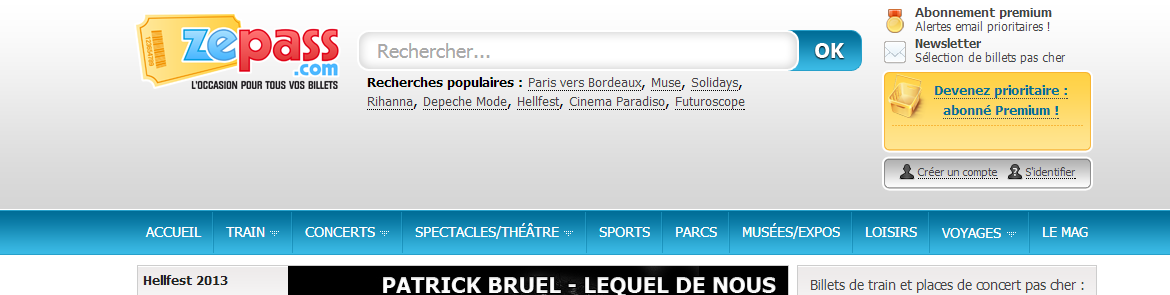 zepass
.com
L'OCCASION POUR TOUS VOS BILLETS
Rechercher...
OK
Recherches populaires : Paris vers Bordeaux, Muse, Solidays,
Rihanna, Depeche Mode, Hellfest, Cinema Paradiso, Futuroscope
Abonnement premium
Alertes email prioritaires !
Newsletter
Sélection de billets pas cher
Devenez prioritaire :
abonné Premium !
Créer un compte
S'identifier
ACCUEIL
TRAIN
CONCERTS
SPECTACLES/THÉÂTRE
SPORTS
PARCS
MUSÉES/EXPOS
LOISIRS
VOYAGES
LE MAG
Hellfest 2013
PATRICK BRUEL - LEQUEL DE NOUS
Billets de train et places de concert pas cher :